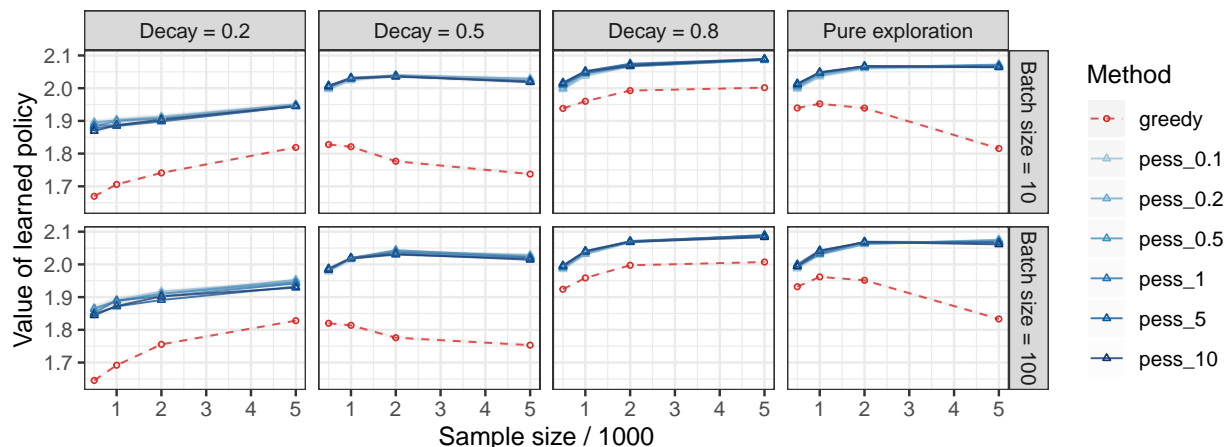 Decay = 0.2
Decay = 0.5
Decay = 0.8
Pure exploration
Value of learned policy
2.1
2.0
1.9
1.8
1.7
Batch size = 10
2.1
2.0
1.9
1.8
1.7
Batch size = 100
1 2 3 4 5
1 2 3 4 5
1 2 3 4 5
1 2 3 4 5
Sample size / 1000
Method
greedy
pess_0.1
pess_0.2
pess_0.5
pess_1
pess_5
pess_10